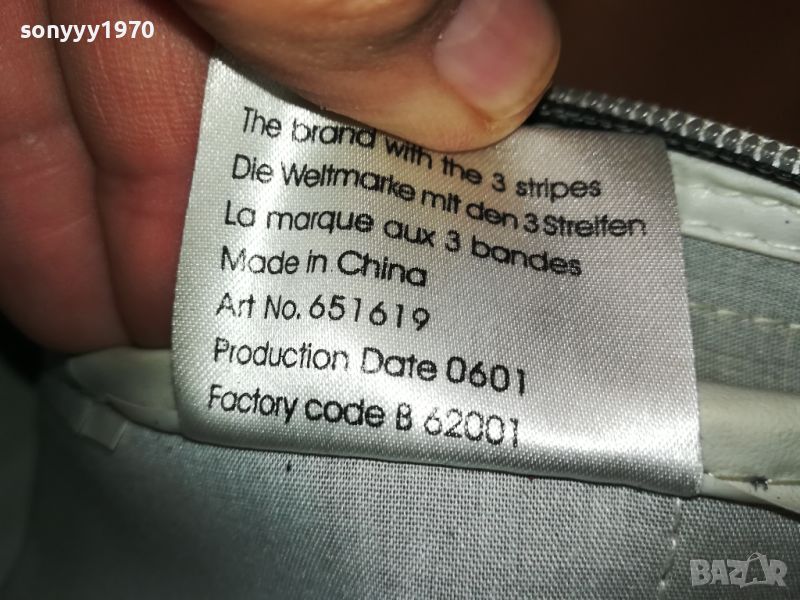 sonyyy1970
The brand with the 3 stripes
Die Weltmarke mit den 3 Streifen
La marque aux 3 bandes
Made in China
Art No. 651619
Production Date 0601
Factory code B 62001
BAZAR